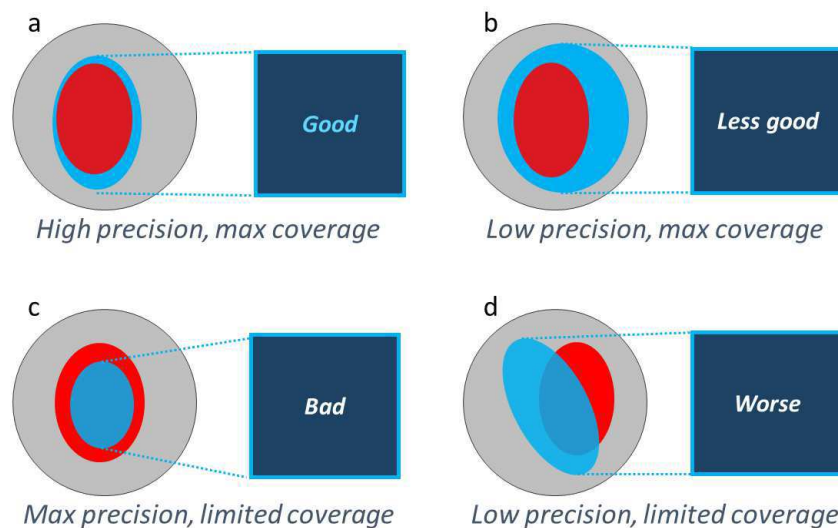 a
Good
High precision, max coverage
b
Less good
Low precision, max coverage
c
Bad
Max precision, limited coverage
d
Worse
Low precision, limited coverage